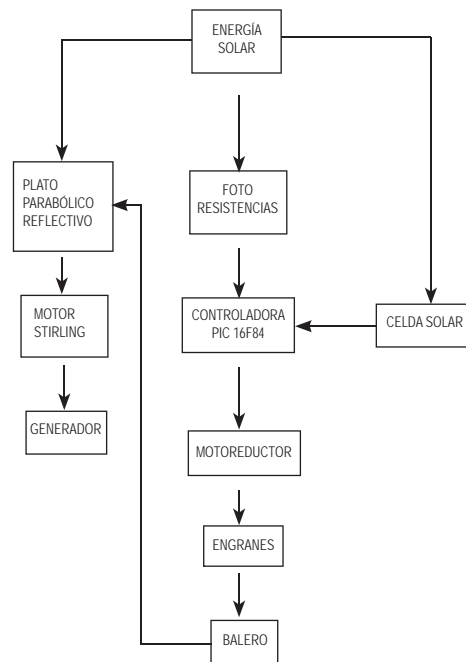 ENERGÍA
SOLAR
PLATO
PARABÓLICO
REFLECTIVO
FOTO
RESISTENCIAS
MOTOR
STIRLING
CONTROLADORA
PIC 16F84
CELDA SOLAR
GENERADOR
MOTOREDUCTOR
ENGRANES
BALERO